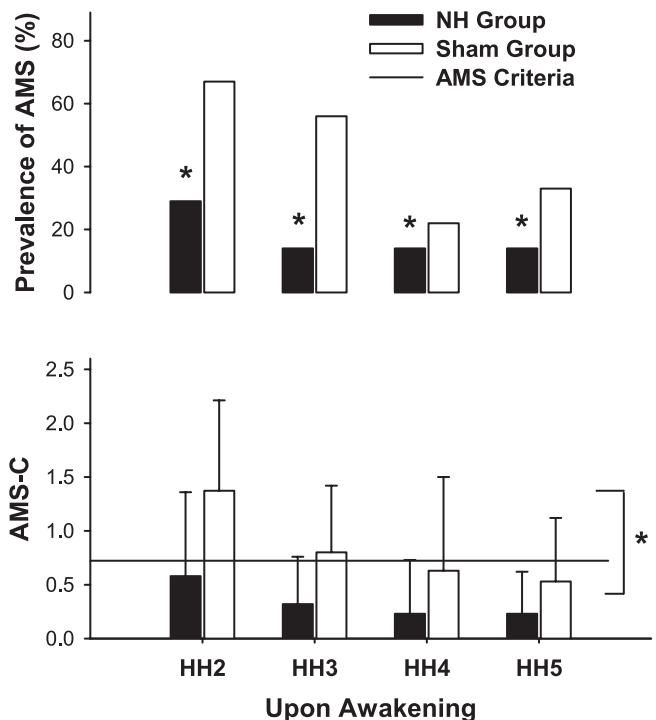 NH Group
Sham Group
AMS Criteria
Prevalence of AMS (%)
80
60
40
20
0
*
*
*
*
AMS-C
2.5
2.0
1.5
1.0
0.5
0.0
*
HH2 HH3 HH4 HH5
Upon Awakening